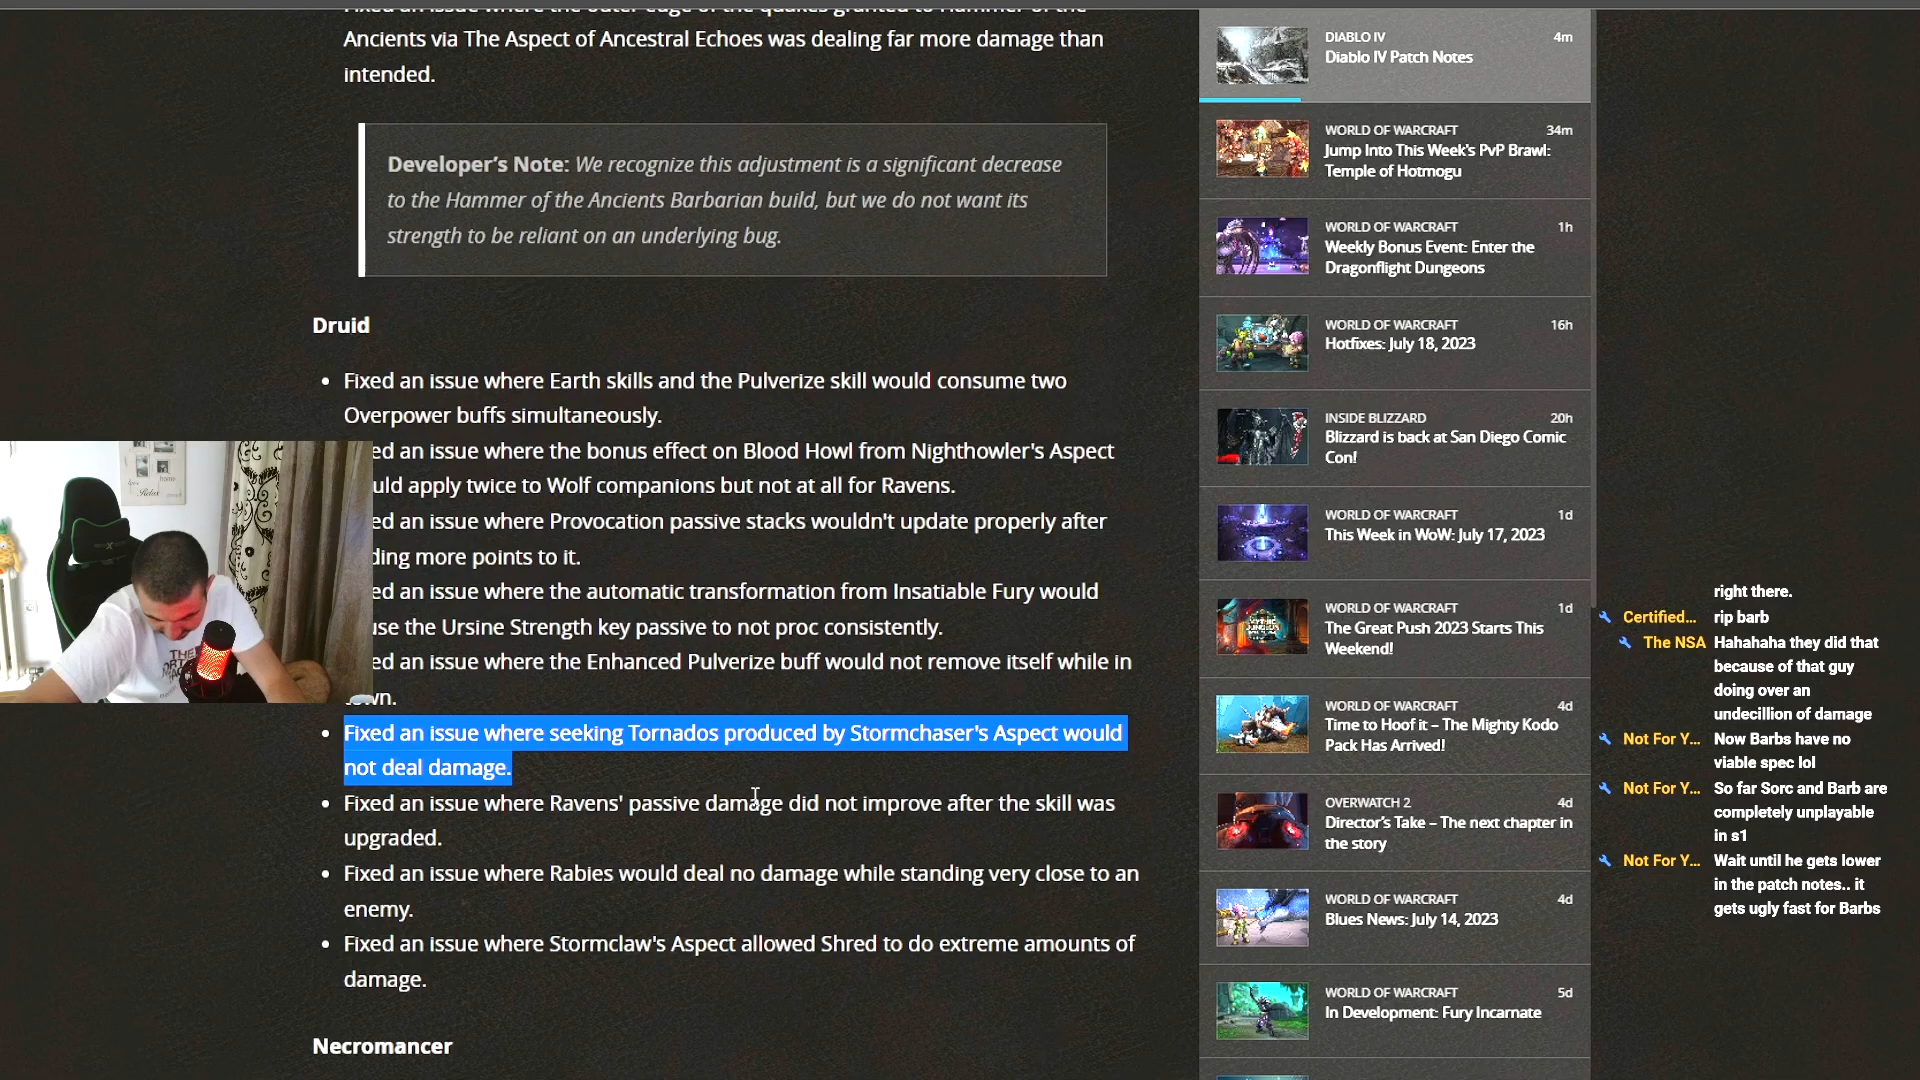 Fixed an issue where the outer edge of the quakes granted to Hammer of the
Ancients via The Aspect of Ancestral Echoes was dealing far more damage than
intended.
Developer's Note: We recognize this adjustment is a significant decrease
to the Hammer of the Ancients Barbarian build, but we do not want its
strength to be reliant on an underlying bug.
Druid
Fixed an issue where Earth skills and the Pulverize skill would consume two
Overpower buffs simultaneously.
ed an issue where the bonus effect on Blood Howl from Nighthowler's Aspect
uld apply twice to Wolf companions but not at all for Ravens.
ed an issue where Provocation passive stacks wouldn't update properly after
ding more points to it.
ed an issue where the automatic transformation from Insatiable Fury would
use the Ursine Strength key passive to not proc consistently.
ed an issue where the Enhanced Pulverize buff would not remove itself while in
wn.
Fixed an issue where seeking Tornados produced by Stormchaser's Aspect would
not deal damage.
Fixed an issue where Ravens' passive damage did not improve after the skill was
upgraded.
Fixed an issue where Rabies would deal no damage while standing very close to an
enemy.
Fixed an issue where Stormclaw's Aspect allowed Shred to do extreme amounts of
damage.
Necromancer
DIABLO IV 4m
Diablo IV Patch Notes
WORLD OF WARCRAFT 34m
Jump Into This Week's PvP Brawl:
Temple of Hotmogu
WORLD OF WARCRAFT 1h
Weekly Bonus Event: Enter the
Dragonflight Dungeons
WORLD OF WARCRAFT 16h
Hotfixes: July 18, 2023
INSIDE BLIZZARD 20h
Blizzard is back at San Diego Comic
Con!
WORLD OF WARCRAFT 1d
This Week in WoW: July 17, 2023
WORLD OF WARCRAFT 1d
The Great Push 2023 Starts This
Weekend!
WORLD OF WARCRAFT 4d
Time to Hoof it – The Mighty Kodo
Pack Has Arrived!
OVERWATCH 2 4d
Director's Take – The next chapter in
the story
WORLD OF WARCRAFT 4d
Blues News: July 14, 2023
WORLD OF WARCRAFT 5d
In Development: Fury Incarnate
right there.
Certified... rip barb
The NSA Hahahaha they did that
because of that guy
doing over an
undecillion of damage
Not For Y... Now Barbs have no
viable spec lol
Not For Y... So far Sorc and Barb are
completely unplayable
in s1
Not For Y... Wait until he gets lower
in the patch notes.. it
gets ugly fast for Barbs
home
Relax
THE